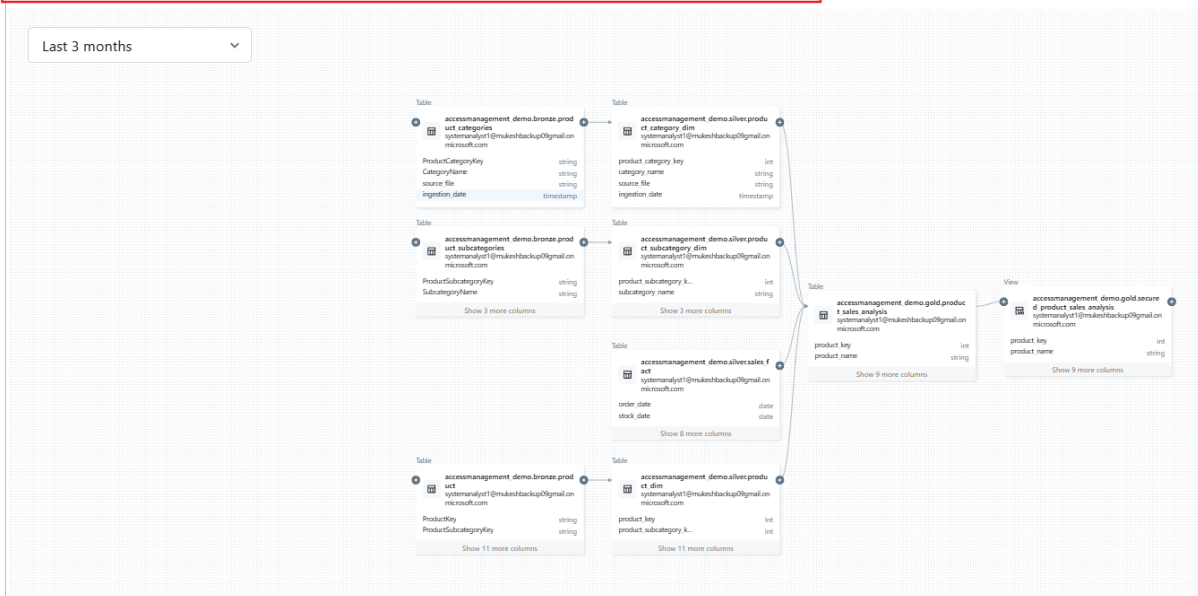 Last 3 months
Table
accessmanagement_demo.bronze.prod
uct_categories
systemanalyst1@mukeshbackup09gmail.on
microsoft.com
ProductCategoryKey string
CategoryName string
source_file string
ingestion_date timestamp
Table
accessmanagement_demo.silver.produ
ct_category_dim
systemanalyst1@mukeshbackup09gmail.on
microsoft.com
product_category_key int
category_name string
source_file string
ingestion_date timestamp
Table
accessmanagement_demo.bronze.prod
uct_subcategories
systemanalyst1@mukeshbackup09gmail.on
microsoft.com
ProductSubcategoryKey string
SubcategoryName string
Show 3 more columns
Table
accessmanagement_demo.silver.produ
ct_subcategory_dim
systemanalyst1@mukeshbackup09gmail.on
microsoft.com
product_subcategory_k... int
subcategory_name string
Show 3 more columns
Table
accessmanagement_demo.silver.sales_f
act
systemanalyst1@mukeshbackup09gmail.on
microsoft.com
order_date date
stock_date date
Show 8 more columns
Table
accessmanagement_demo.bronze.prod
uct
systemanalyst1@mukeshbackup09gmail.on
microsoft.com
ProductKey string
ProductSubcategoryKey string
Show 11 more columns
Table
accessmanagement_demo.silver.produ
ct_dim
systemanalyst1@mukeshbackup09gmail.on
microsoft.com
product_key int
product_subcategory_k... int
Show 11 more columns
Table
accessmanagement_demo.gold.produc
t_sales_analysis
systemanalyst1@mukeshbackup09gmail.on
microsoft.com
product_key int
product_name string
Show 9 more columns
View
accessmanagement_demo.gold.secure
d_product_sales_analysis
systemanalyst1@mukeshbackup09gmail.on
microsoft.com
product_key int
product_name string
Show 9 more columns